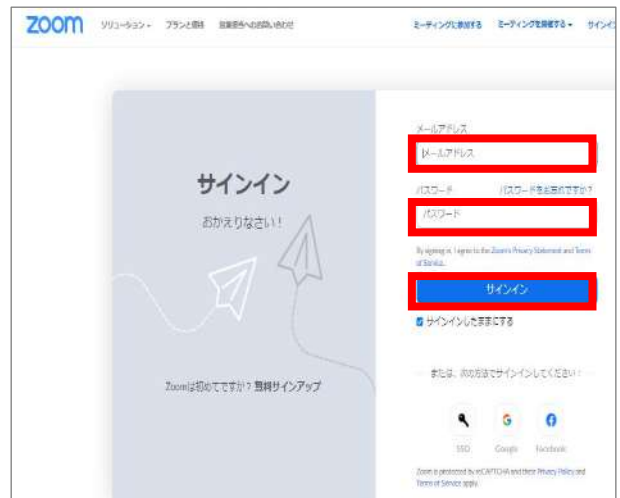 zoom ソリューション プランと価格 営業担当へのお問い合わせ ミーティングに参加する ミーティングを開催する サインイン
メールアドレス
メールアドレス
サインイン
パスワード パスワードをお忘れですか?
おかえりなさい!
パスワード
By signing in, I agree to the Zoom's Privacy Statement and Terms
of Service.
サインイン
サインインしたままにする
または、次の方法でサインインしてください:
Zoomは初めてですか? 無料サインアップ
SSO Google Facebook
Zoom is protected by reCAPTCHA and their Privacy Policy and
Terms of Service apply.